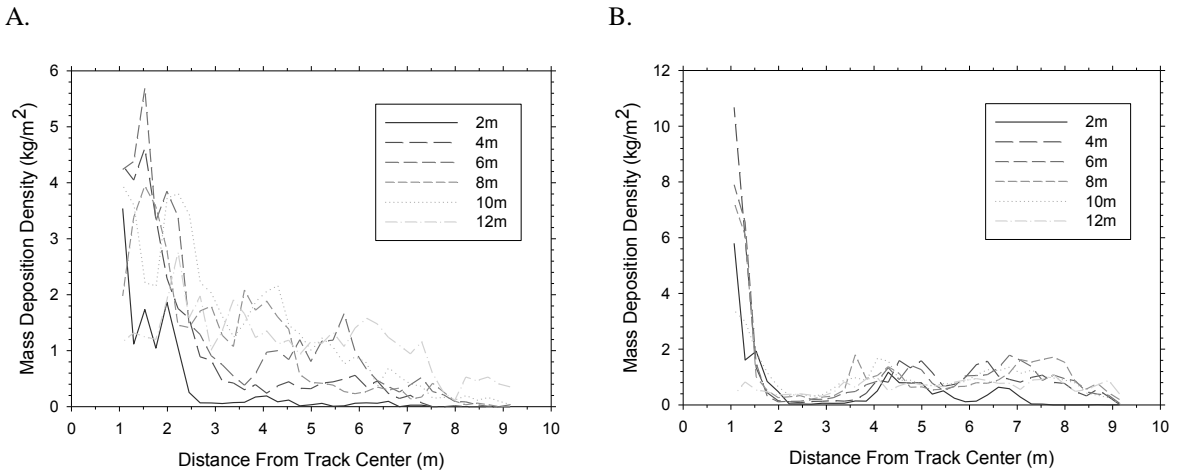 A.
Mass Deposition Density (kg/m²)
6
5
4
3
2
1
0
0 1 2 3 4 5 6 7 8 9 10
Distance From Track Center (m)
2m
4m
6m
8m
10m
12m
B.
Mass Deposition Density (kg/m²)
12
10
8
6
4
2
0
0 1 2 3 4 5 6 7 8 9 10
Distance From Track Center (m)
2m
4m
6m
8m
10m
12m